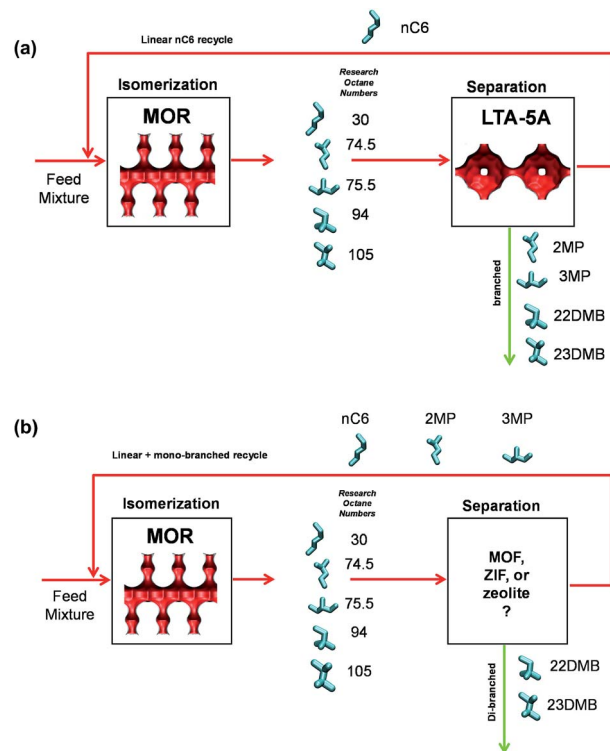 (a)
nC6
Linear nC6 recycle
Isomerization
MOR
Research
Octane
Numbers
Separation
LTA-5A
30
74.5
75.5
94
105
Feed
Mixture
branched
2MP
3MP
22DMB
23DMB
(b)
nC6 2MP 3MP
Linear + mono-branched recycle
Isomerization
MOR
Research
Octane
Numbers
Separation
30
74.5
75.5
94
105
MOF,
ZIF, or
zeolite
?
Feed
Mixture
Di-branched
22DMB
23DMB